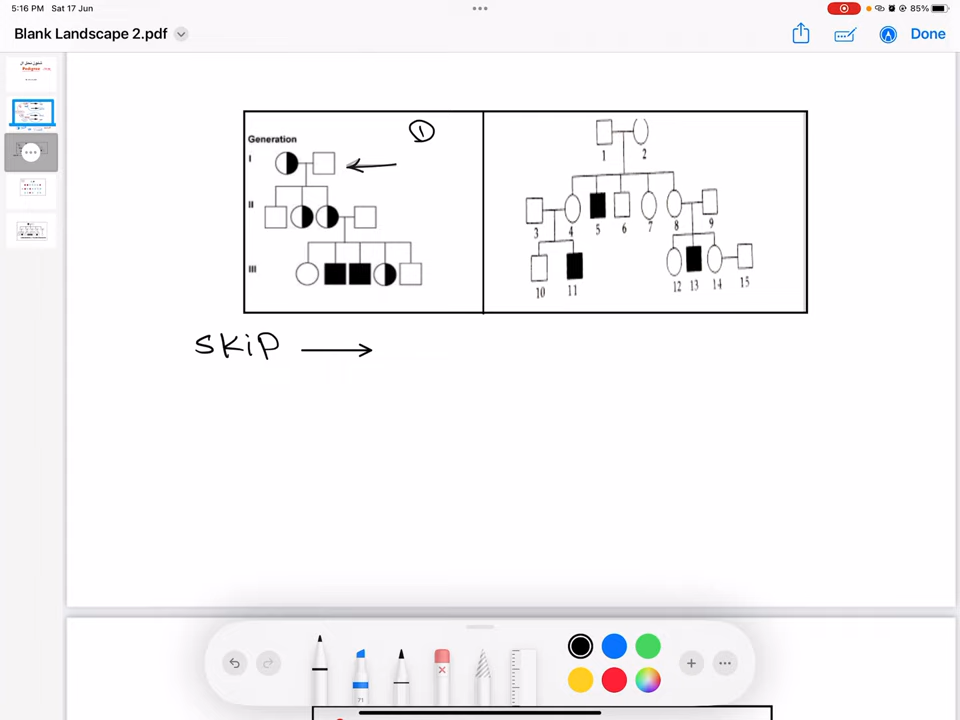 5:16 PM Sat 17 Jun
85%
Blank Landscape 2.pdf
Done
Generation
1
I
II
III
1 2
3 4 5 6 7 8 9
10 11 12 13 14 15
SKiP
71